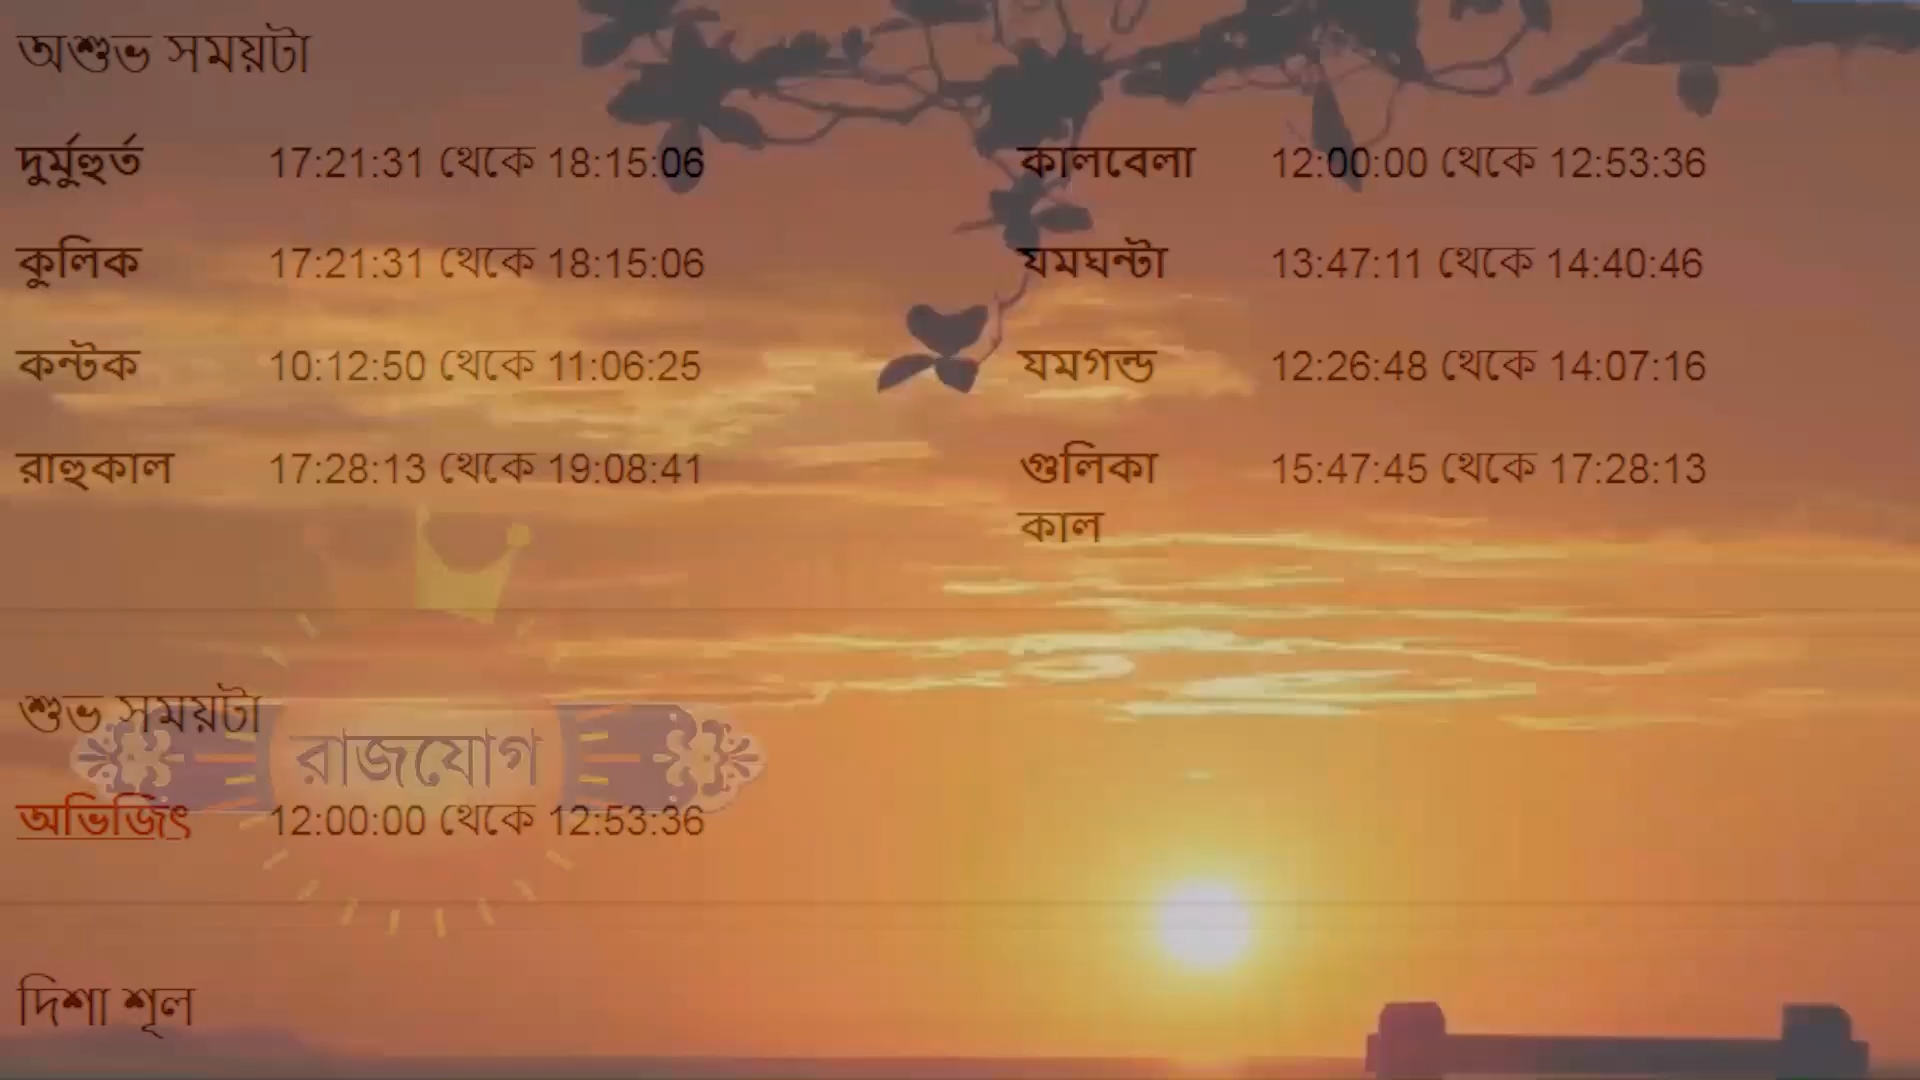 অশুভ সময়টা
দুর্মুহুর্ত 17:21:31 থেকে 18:15:06 কালবেলা 12:00:00 থেকে 12:53:36
কুলিক 17:21:31 থেকে 18:15:06 যমঘন্টা 13:47:11 থেকে 14:40:46
কন্টক 10:12:50 থেকে 11:06:25 যমগন্ড 12:26:48 থেকে 14:07:16
রাহুকাল 17:28:13 থেকে 19:08:41 গুলিকা 15:47:45 থেকে 17:28:13
কাল
শুভ সময়টা
রাজযোগ
অভিজিৎ 12:00:00 থেকে 12:53:36
দিশা শূল